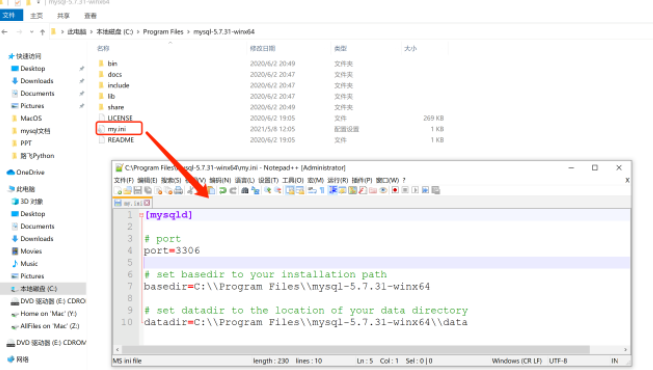 mysql-5.7.31-winx64
文件 主页 共享 查看
此电脑 › 本地磁盘 (C:) › Program Files › mysql-5.7.31-winx64
名称 修改日期 类型 大小
快速访问
Desktop
Downloads
Documents
Pictures
MacOS
mysql文档
PPT
路飞Python
OneDrive
此电脑
3D 对象
Desktop
Documents
Downloads
Movies
Music
Pictures
本地磁盘 (C:)
DVD 驱动器 (E:) CDRO
Home on 'Mac' (Y:)
AllFiles on 'Mac' (Z:)
DVD 驱动器 (E:) CDROM
网络
bin 2020/6/2 20:49 文件夹
docs 2020/6/2 20:47 文件夹
include 2020/6/2 20:47 文件夹
lib 2020/6/2 20:47 文件夹
share 2020/6/2 20:49 文件夹
LICENSE 2020/6/2 19:05 文件 269 KB
my.ini 2021/5/8 12:05 配置设置 1 KB
README 2020/6/2 19:05 文件 1 KB
C:\Program Files\mysql-5.7.31-winx64\my.ini - Notepad++ [Administrator]
文件(F) 编辑(E) 搜索(S) 编码(N) 语言(L) 设置(T) 工具(O) 宏(M) 运行(R) 插件(P) 窗口(W) ? X
my.ini
1 [mysqld]
2
3 # port
4 port=3306
5
6 # set basedir to your installation path
7 basedir=C:\\Program Files\\mysql-5.7.31-winx64
8
9 # set datadir to the location of your data directory
10 datadir=C:\\Program Files\\mysql-5.7.31-winx64\\data
MS ini file length : 230 lines : 10 Ln : 5 Col : 1 Sel : 0 | 0 Windows (CR LF) UTF-8 IN